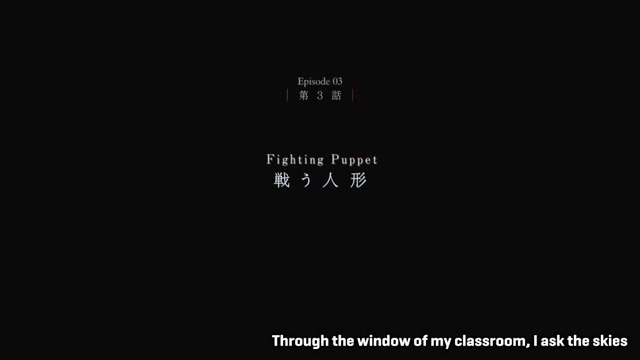 Episode 03
第3話
Fighting Puppet
戦う人形
Through the window of my classroom, I ask the skies